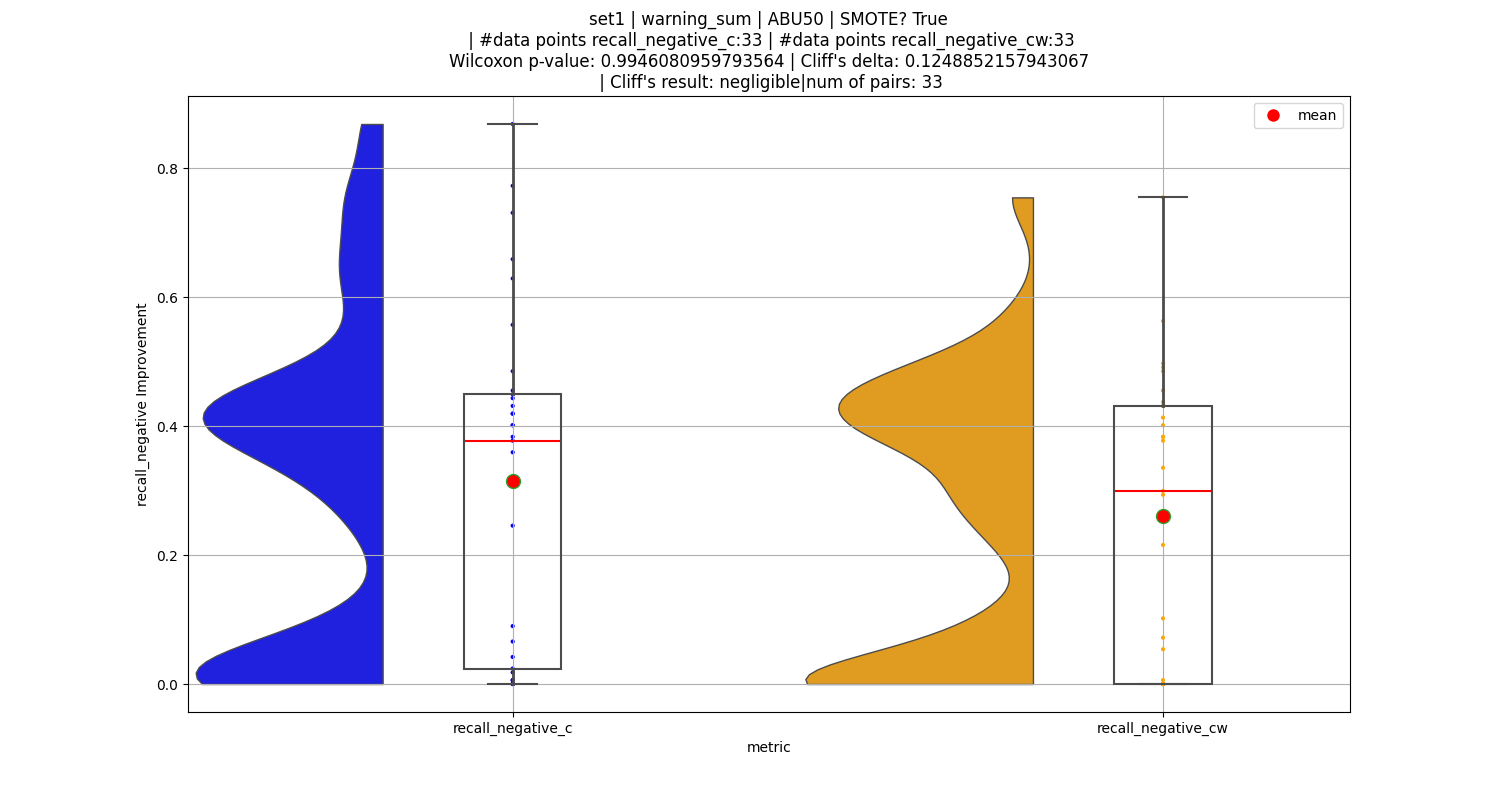 set1 | warning_sum | ABU50 | SMOTE? True
| #data points recall_negative_c:33 | #data points recall_negative_cw:33
Wilcoxon p-value: 0.9946080959793564 | Cliff's delta: 0.1248852157943067
| Cliff's result: negligible|num of pairs: 33
mean
recall_negative Improvement
0.8
0.6
0.4
0.2
0.0
recall_negative_c
recall_negative_cw
metric